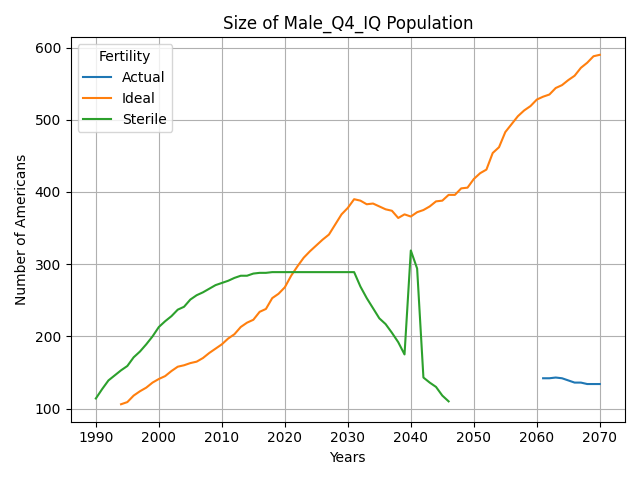 Size of Male_Q4_IQ Population
Number of Americans
600
500
400
300
200
100
Fertility
Actual
Ideal
Sterile
1990 2000 2010 2020 2030 2040 2050 2060 2070
Years